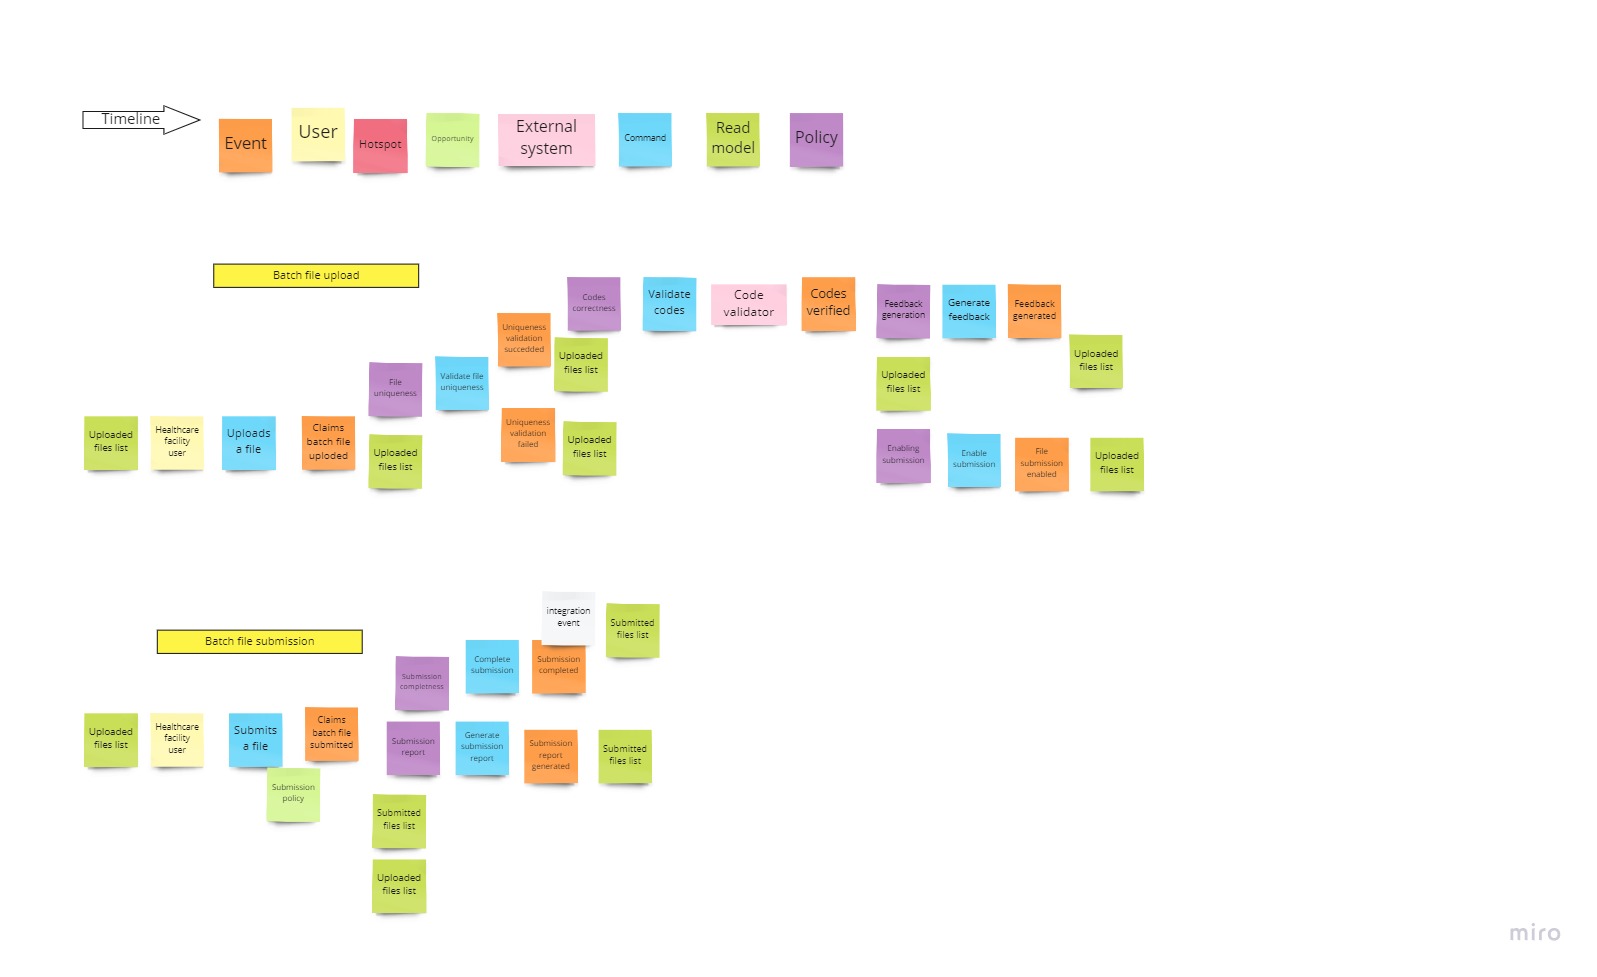 Timeline
Event
User
Hotspot
Opportunity
External
system
Command
Read
model
Policy
Batch file upload
Uploaded
files list
Healthcare
facility
user
Uploads
a file
Claims
batch file
uploded
File
uniqueness
Uploaded
files list
Validate file
uniqueness
Uniqueness
validation
succedded
Uniqueness
validation
failed
Codes
correctness
Uploaded
files list
Uploaded
files list
Validate
codes
Code
validator
Codes
verified
Feedback
generation
Generate
feedback
Feedback
generated
Uploaded
files list
Uploaded
files list
Enabling
submission
Enable
submission
File
submission
enabled
Uploaded
files list
Batch file submission
Uploaded
files list
Healthcare
facility
user
Submits
a file
Submission
policy
Claims
batch file
submitted
Submission
completness
Complete
submission
integration
event
Submission
completed
Submitted
files list
Submission
report
Generate
submission
report
Submission
report
generated
Submitted
files list
Submitted
files list
Uploaded
files list
miro